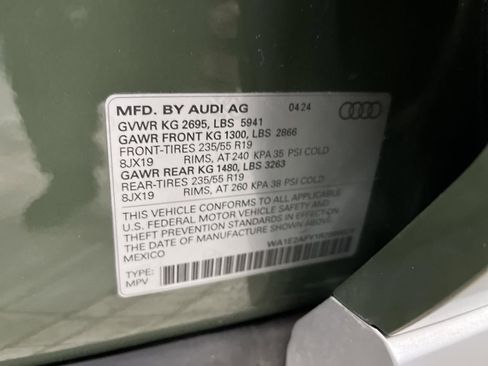 MFD. BY AUDI AG 04 24
GVWR KG 2695, LBS 5941
GAWR FRONT KG 1300, LBS 2866
FRONT-TIRES 235/55 R19
8JX19 RIMS, AT 240 KPA 35 PSI COLD
GAWR REAR KG 1480, LBS 3263
REAR-TIRES 235/55 R19
8JX19 RIMS, AT 260 KPA 38 PSI COLD
THIS VEHICLE CONFORMS TO ALL APPLICABLE
U.S. FEDERAL MOTOR VEHICLE SAFETY AND
THEFT PREVENTION STANDARDS IN EFFECT ON
THE DATE OF MANUFACTURE SHOWN ABOVE.
MEXICO
TYPE:
MPV